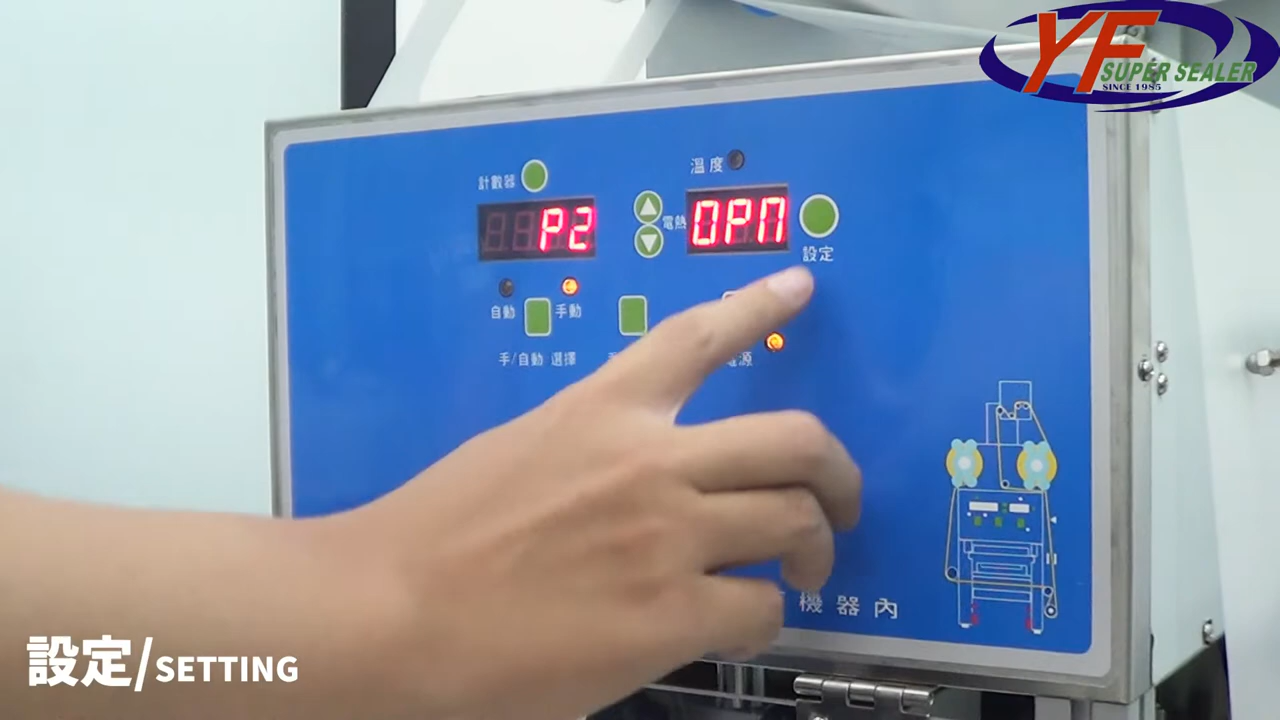 YF
SUPER SEALER
SINCE 1985
計數器
溫度
P2
電熱
OPN
設定
自動
手動
手/自動 選擇
電源
機器內
設定/SETTING